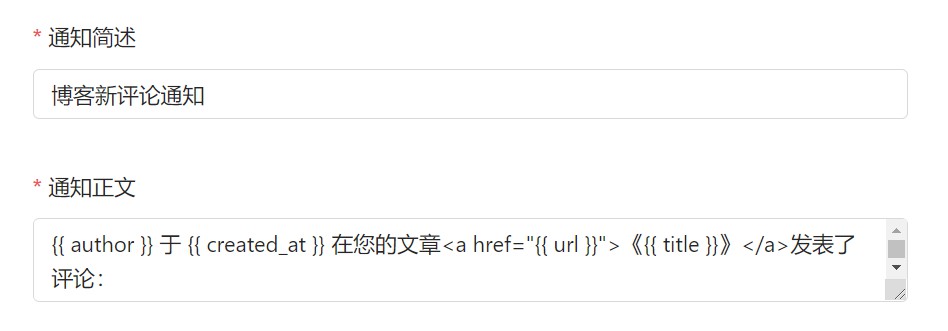 * 通知简述
博客新评论通知
* 通知正文
{{ author }} 于 {{ created_at }} 在您的文章<a href="{{ url }}">《{{ title }}》</a>发表了
评论：